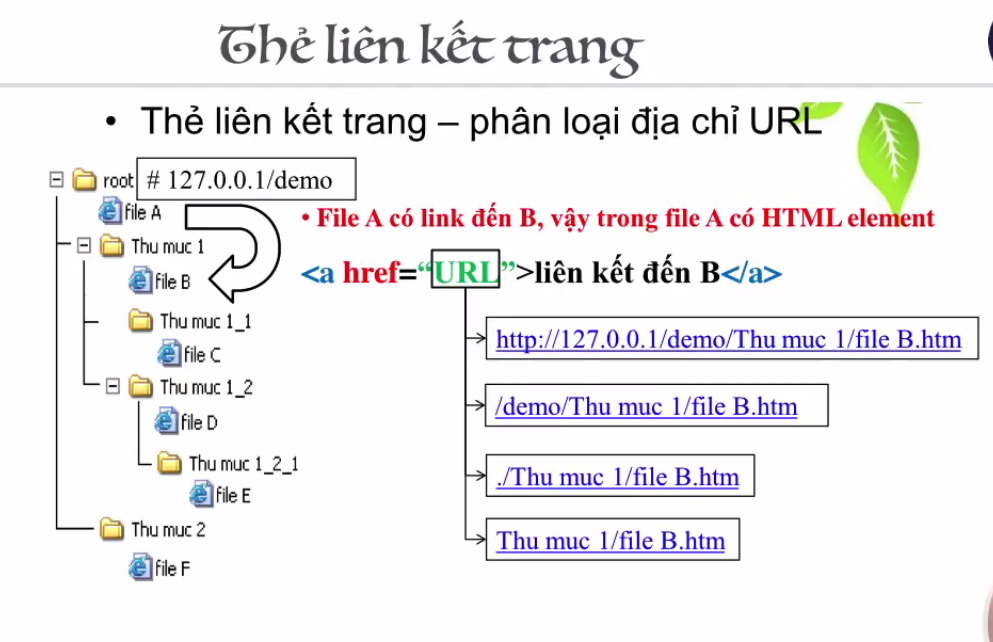 Thẻ liên kết trang
• Thẻ liên kết trang – phân loại địa chỉ URL
root # 127.0.0.1/demo
file A
• File A có link đến B, vậy trong file A có HTML element
Thu muc 1
<a href=“URL”>liên kết đến B</a>
file B
Thu muc 1_1
http://127.0.0.1/demo/Thu muc 1/file B.htm
file C
Thu muc 1_2
/demo/Thu muc 1/file B.htm
file D
Thu muc 1_2_1
./Thu muc 1/file B.htm
file E
Thu muc 2
Thu muc 1/file B.htm
file F